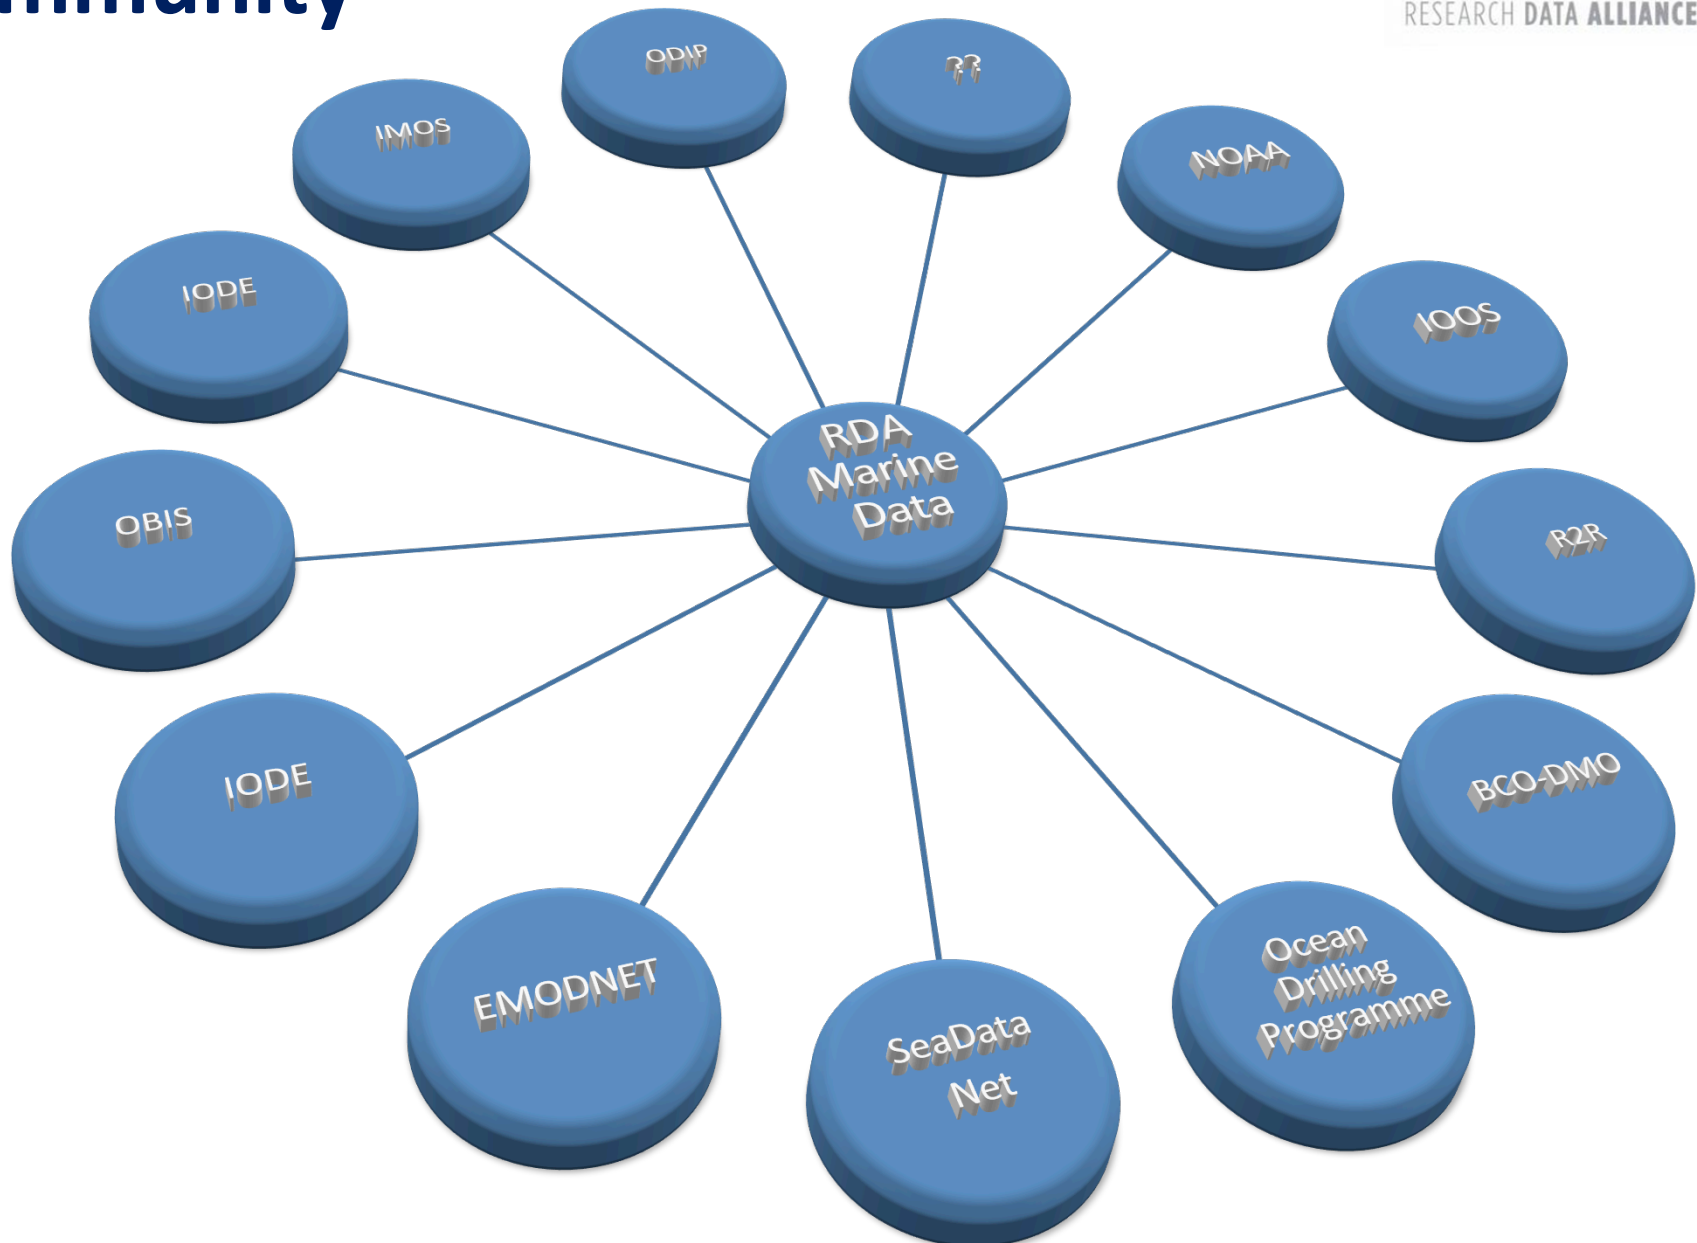 RESEARCH DATA ALLIANCE
ODIP
??
IMOS
NOAA
IODE
IOOS
RDA
Marine
Data
OBIS
R2R
IODE
BCO-DMO
EMODNET
Ocean
Drilling
Programme
SeaData
Net